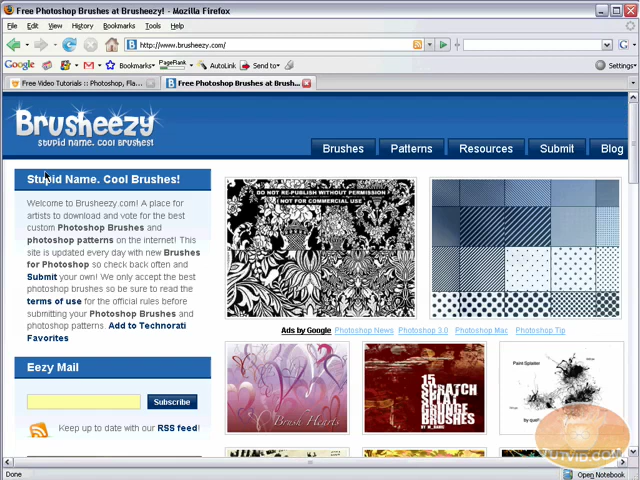 Free Photoshop Brushes at Brusheezy! - Mozilla Firefox
File Edit View History Bookmarks Tools Help
http://www.brusheezy.com/
Google Bookmarks PageRank AutoLink Send to Settings
Free Video Tutorials :: Photoshop, Fla... Free Photoshop Brushes at Brush...
Brusheezy
stupid name. cool brushes!
Brushes Patterns Resources Submit Blog
Stupid Name. Cool Brushes!
Welcome to Brusheezy.com! A place for
artists to download and vote for the best
custom Photoshop Brushes and
photoshop patterns on the internet! This
site is updated every day with new Brushes
for Photoshop so check back often and
Submit your own! We only accept the best
photoshop brushes so be sure to read the
terms of use for the official rules before
submitting your Photoshop Brushes and
photoshop patterns. Add to Technorati
Favorites
DO NOT RE-PUBLISH WITHOUT PERMISSION
NOT FOR COMMERCIAL USE
Ads by Google Photoshop News Photoshop 3.0 Photoshop Mac Photoshop Tip
Eezy Mail
Subscribe
Keep up to date with our RSS feed!
Brush Hearts
15
SCRATCH
SPLAT
GRUNGE
BRUSHES
Paint Splatter
TUTVID.COM
Done
Open Notebook